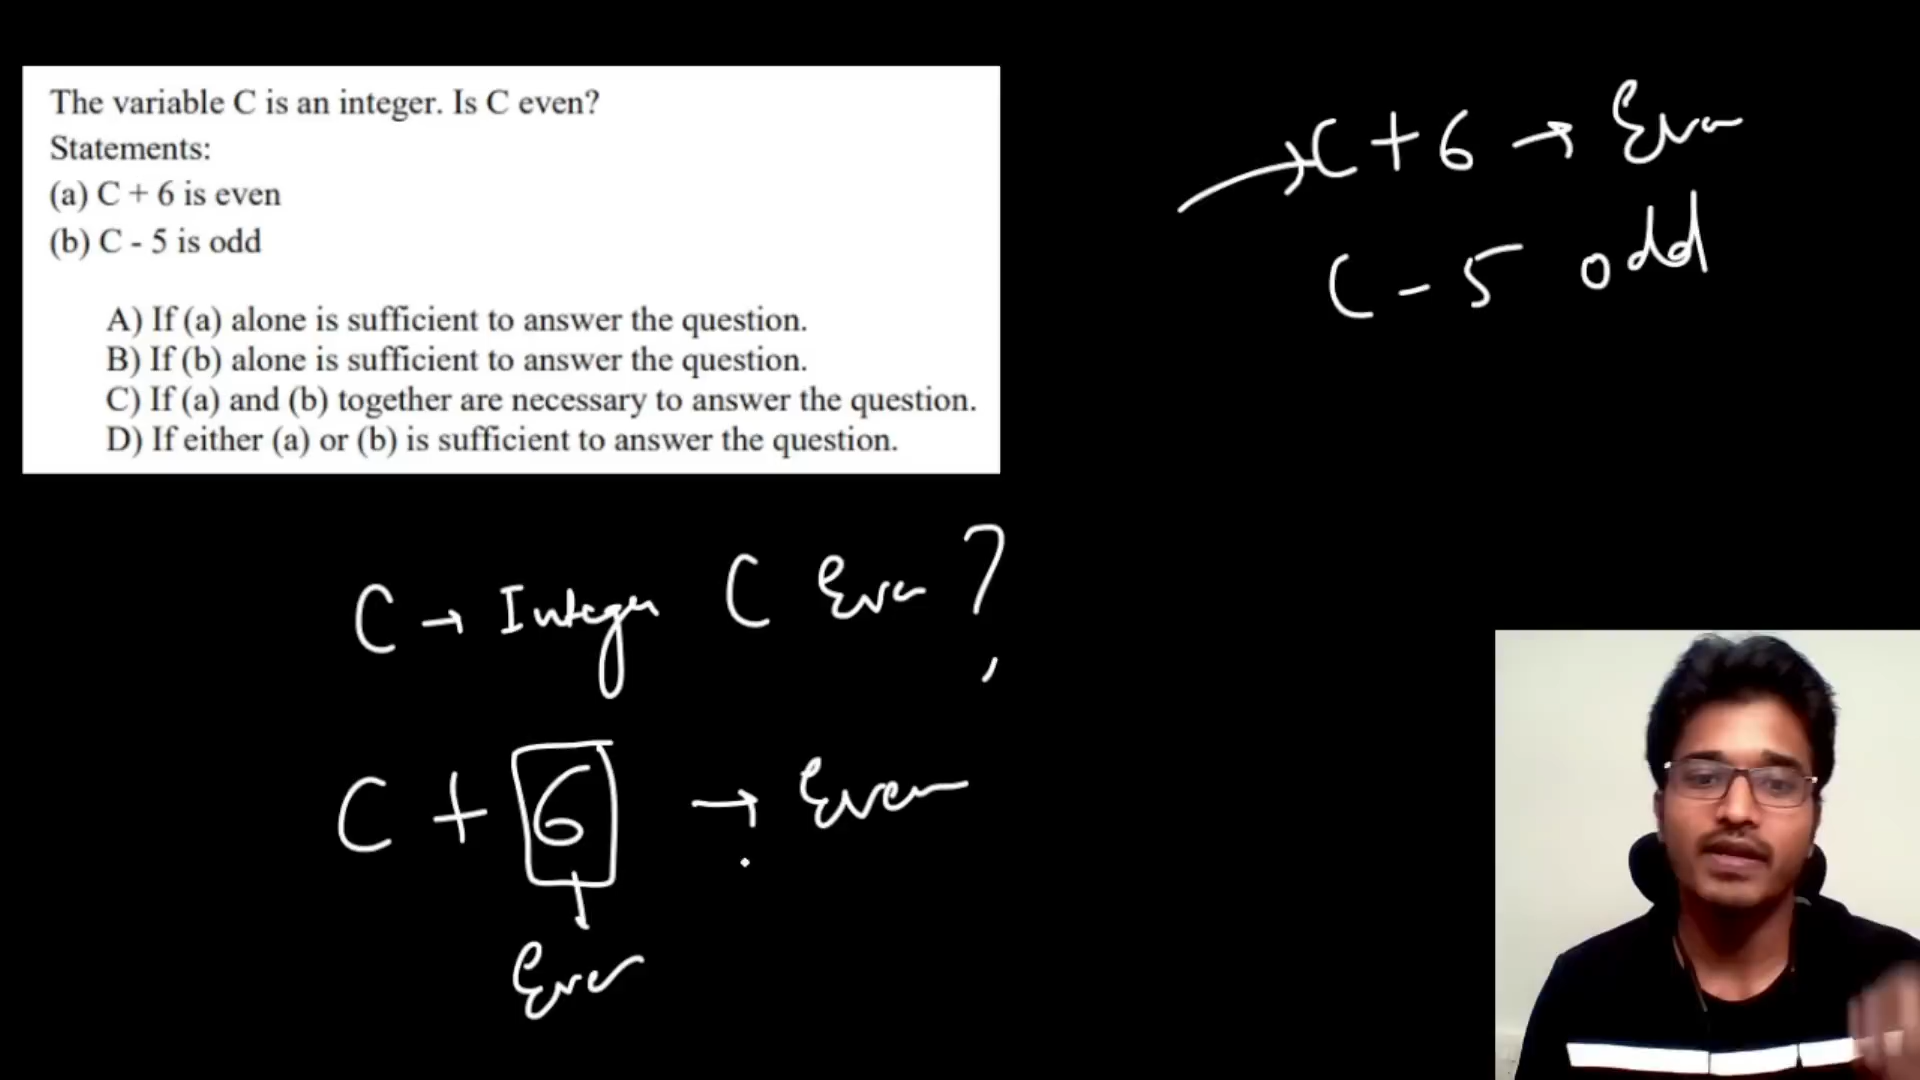 The variable C is an integer. Is C even?
Statements:
(a) C + 6 is even
(b) C - 5 is odd
A) If (a) alone is sufficient to answer the question.
B) If (b) alone is sufficient to answer the question.
C) If (a) and (b) together are necessary to answer the question.
D) If either (a) or (b) is sufficient to answer the question.
→ C + 6 → Even
C - 5 odd
C → Integer C Even ?
C + 6 → Even
Even